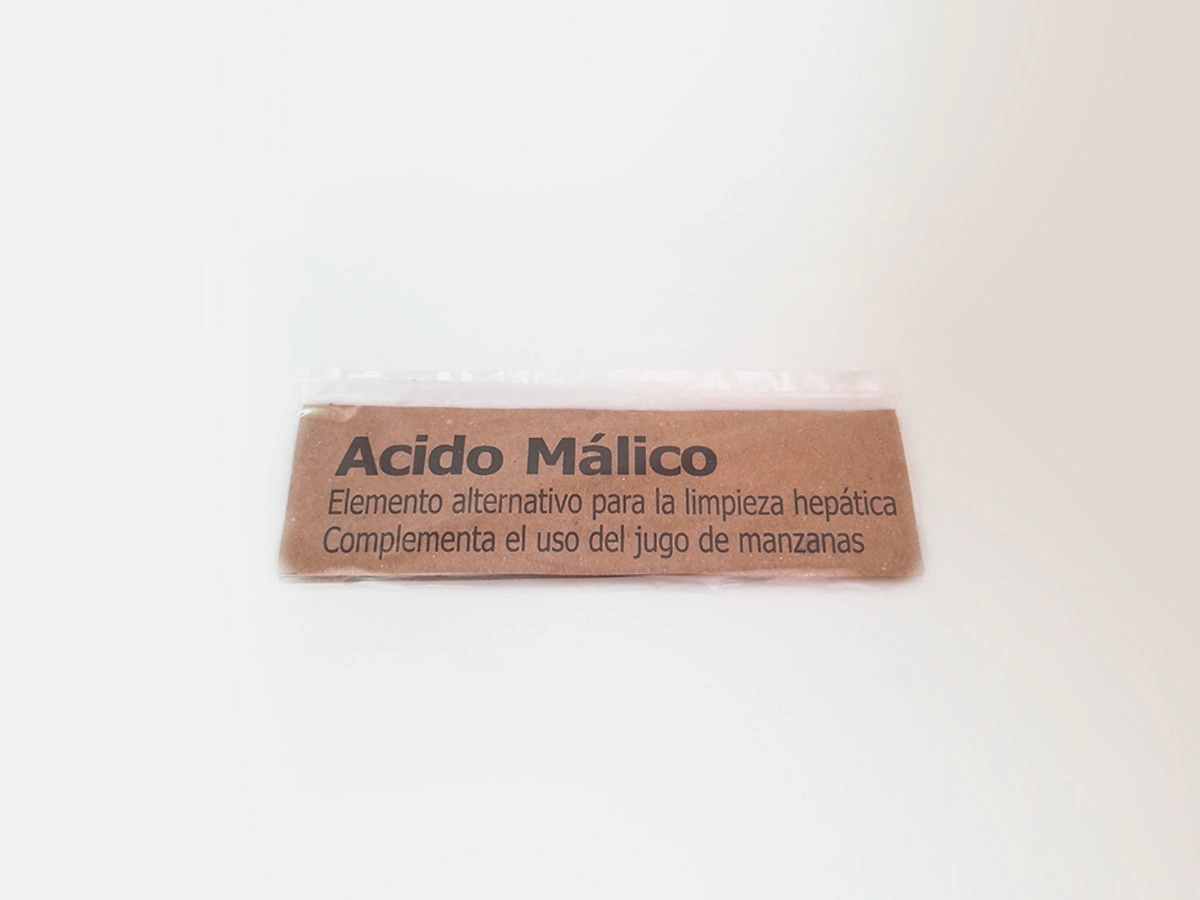 Acido Málico
Elemento alternativo para la limpieza hepática
Complementa el uso del jugo de manzanas